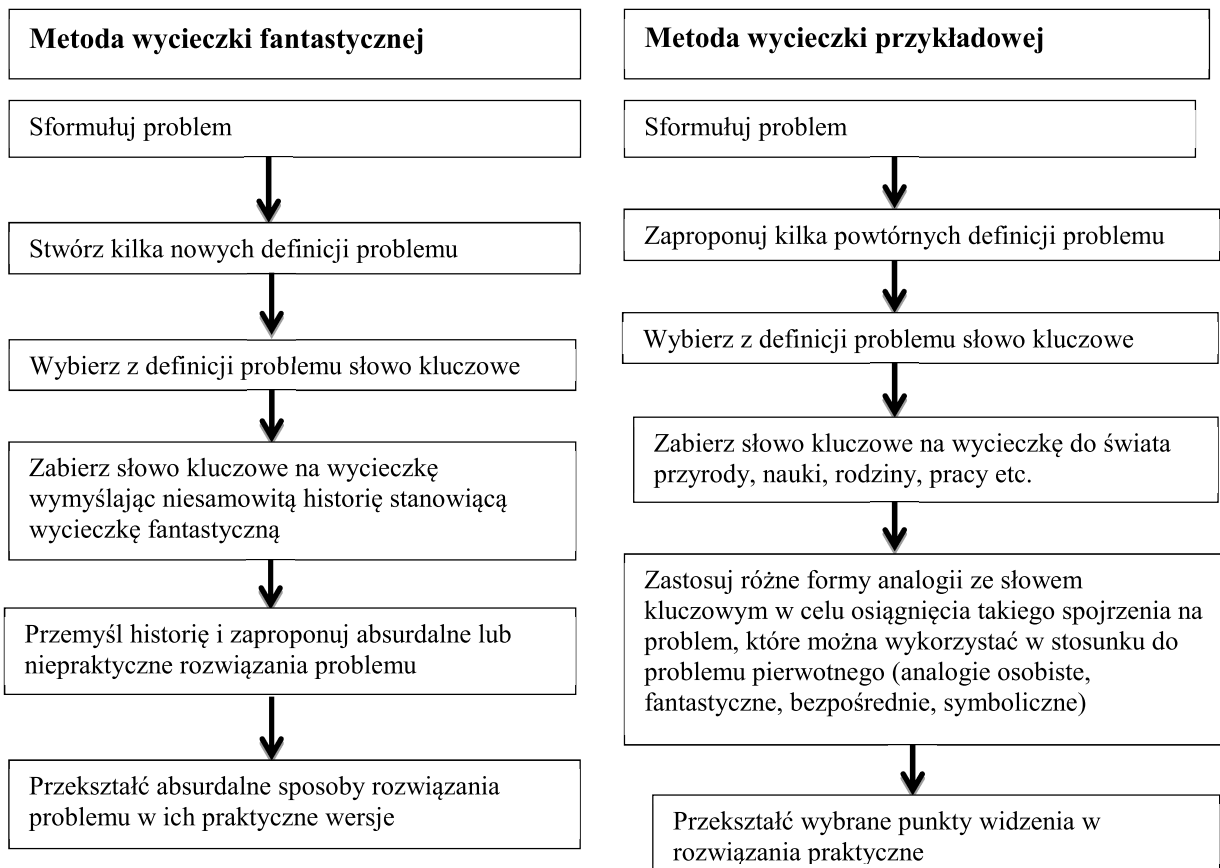 Metoda wycieczki fantastycznej
Sformułuj problem
Stwórz kilka nowych definicji problemu
Wybierz z definicji problemu słowo kluczowe
Zabierz słowo kluczowe na wycieczkę
wymyślając niesamowitą historię stanowiącą
wycieczkę fantastyczną
Przemyśl historię i zaproponuj absurdalne lub
niepraktyczne rozwiązania problemu
Przekształć absurdalne sposoby rozwiązania
problemu w ich praktyczne wersje
Metoda wycieczki przykładowej
Sformułuj problem
Zaproponuj kilka powtórnych definicji problemu
Wybierz z definicji problemu słowo kluczowe
Zabierz słowo kluczowe na wycieczkę do świata
przyrody, nauki, rodziny, pracy etc.
Zastosuj różne formy analogii ze słowem
kluczowym w celu osiągnięcia takiego spojrzenia na
problem, które można wykorzystać w stosunku do
problemu pierwotnego (analogie osobiste,
fantastyczne, bezpośrednie, symboliczne)
Przekształć wybrane punkty widzenia w
rozwiązania praktyczne